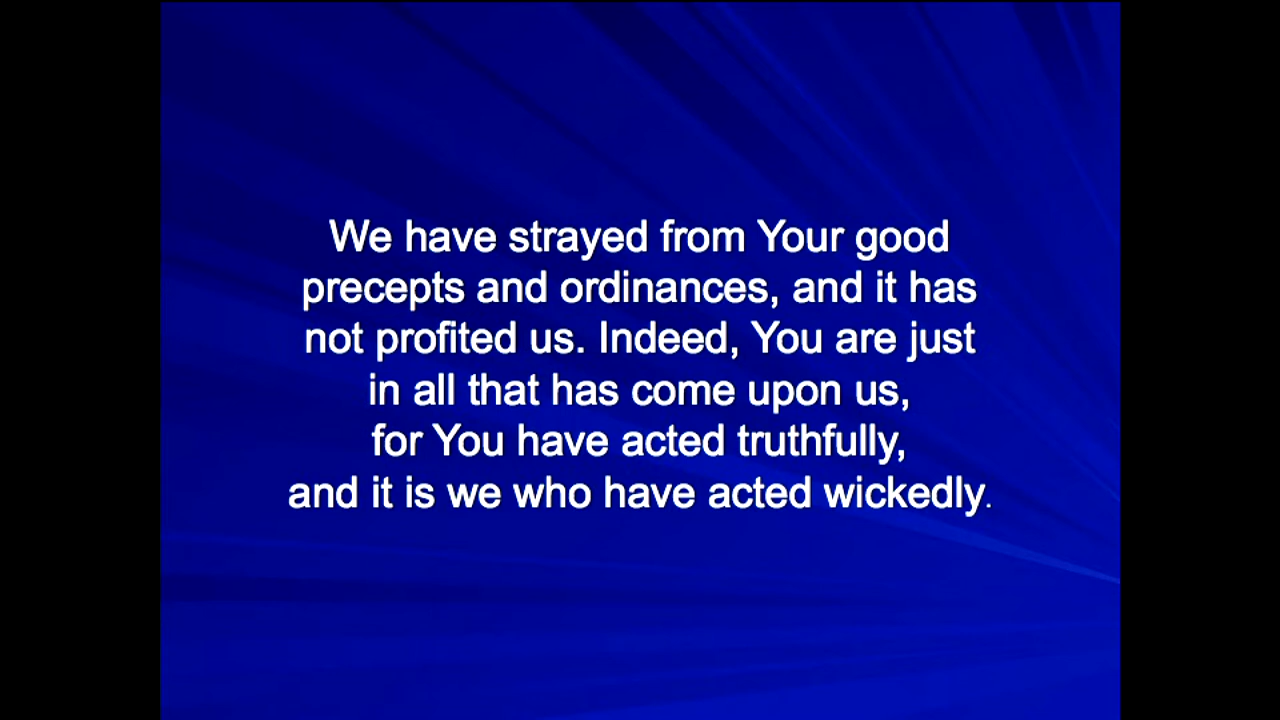 We have strayed from Your good
precepts and ordinances, and it has
not profited us. Indeed, You are just
in all that has come upon us,
for You have acted truthfully,
and it is we who have acted wickedly.